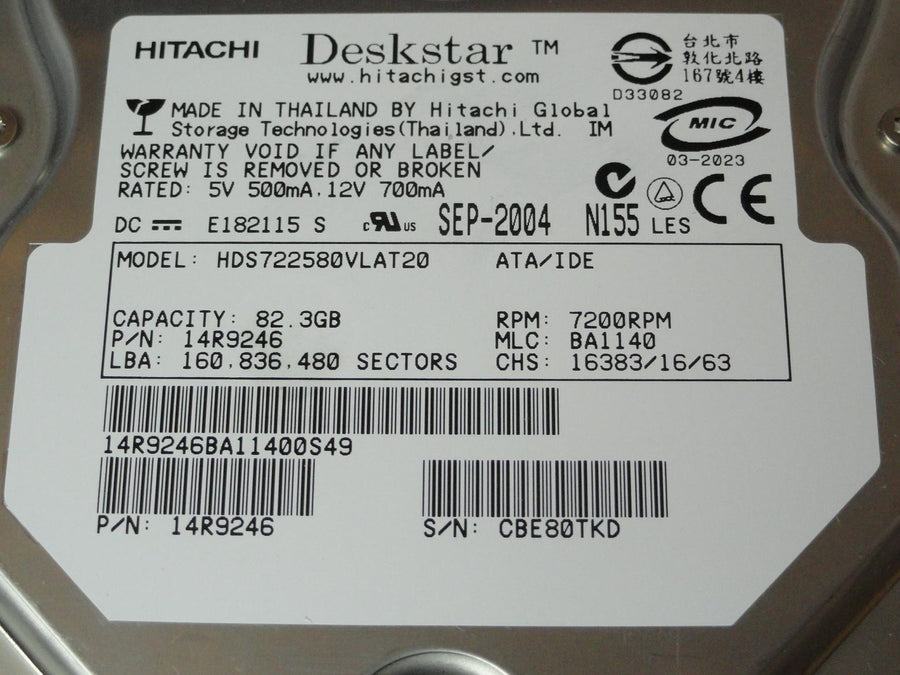 HITACHI Deskstar ™
www.hitachigst.com
台北市
敦化北路
167號4樓
D33082
MADE IN THAILAND BY Hitachi Global
Storage Technologies(Thailand).Ltd. IM
MIC
03-2023
WARRANTY VOID IF ANY LABEL/
SCREW IS REMOVED OR BROKEN
RATED: 5V 500mA.12V 700mA
DC E182115 S c RU US SEP-2004 N155 LES CE
MODEL: HDS722580VLAT20 ATA/IDE
CAPACITY: 82.3GB RPM: 7200RPM
P/N: 14R9246 MLC: BA1140
LBA: 160,836,480 SECTORS CHS: 16383/16/63
14R9246BA11400S49
P/N: 14R9246 S/N: CBE80TKD